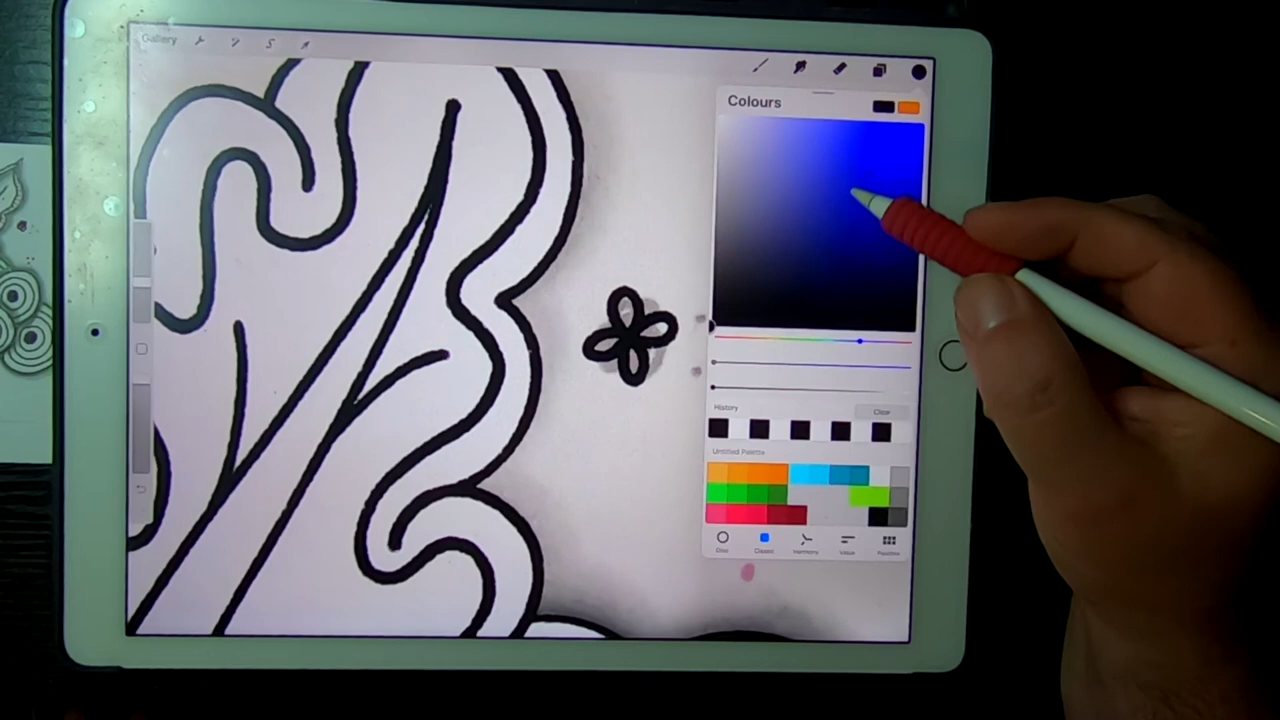 Gallery
Colours
History
Clear
Untitled Palette
Disc
Classic
Harmony
Value
Palettes